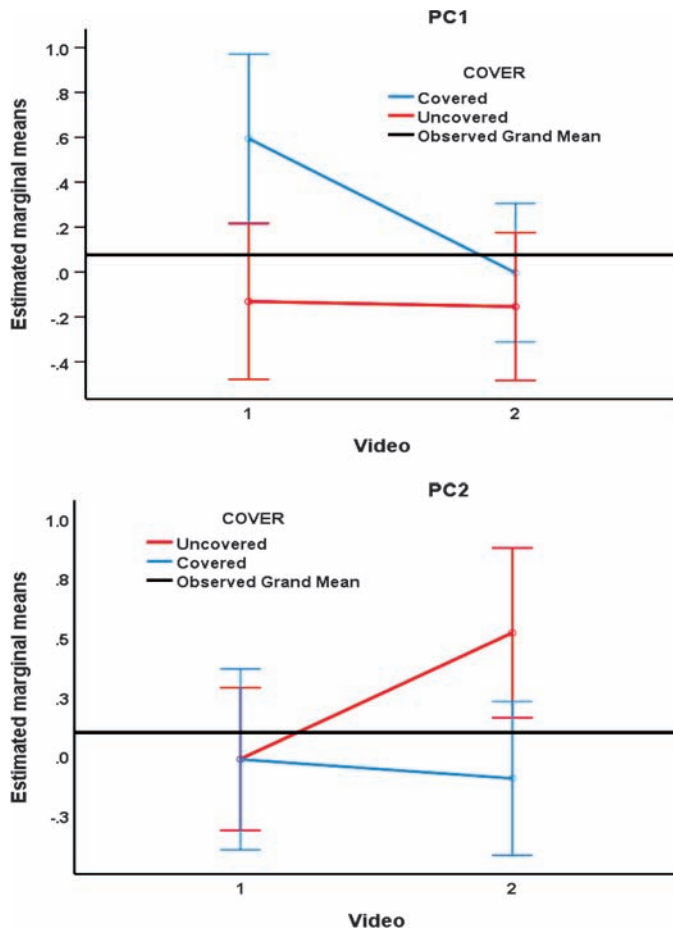 PC1
Estimated marginal means
1.0
.8
.6
.4
.2
.0
-.2
-.4
COVER
Covered
Uncovered
Observed Grand Mean
1 2
Video
PC2
Estimated marginal means
1.0
.8
.5
.3
.0
-.3
COVER
Uncovered
Covered
Observed Grand Mean
1 2
Video